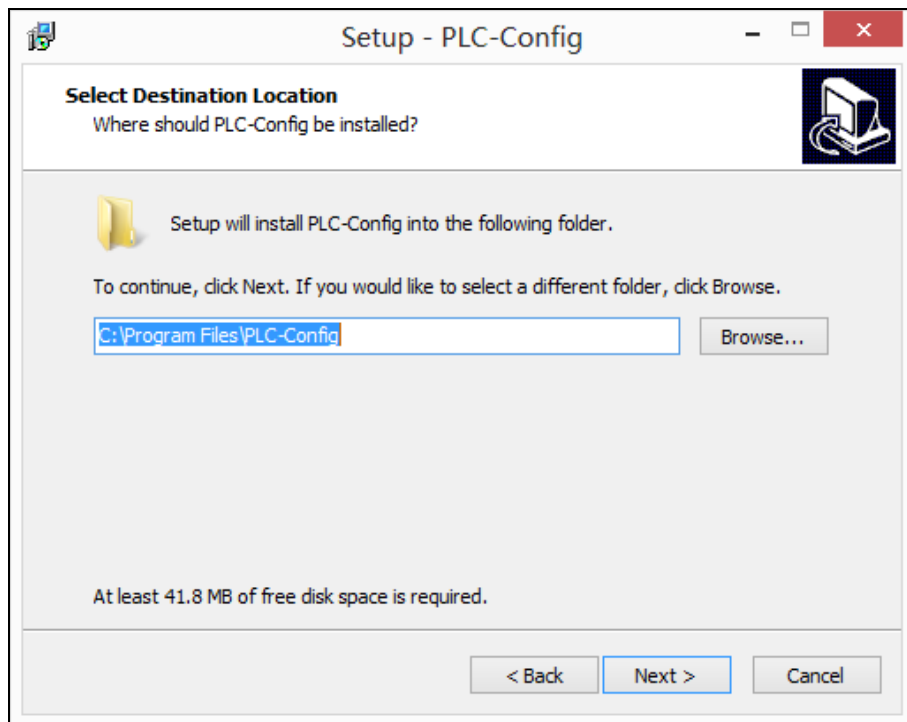 Setup - PLC-Config
Select Destination Location
Where should PLC-Config be installed?
Setup will install PLC-Config into the following folder.
To continue, click Next. If you would like to select a different folder, click Browse.
C:\Program Files\PLC-Config
Browse...
At least 41.8 MB of free disk space is required.
< Back
Next >
Cancel